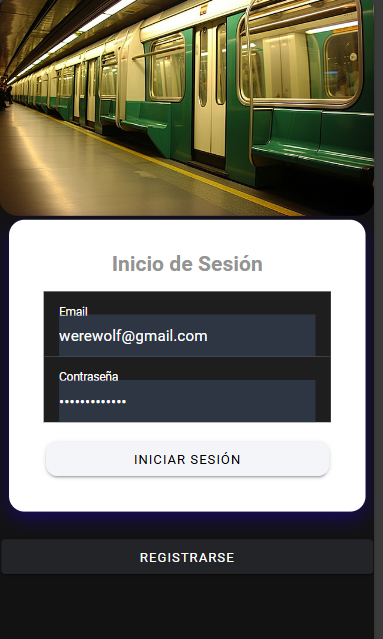 Inicio de Sesión
Email
werewolf@gmail.com
Contraseña
•••••••••••••
INICIAR SESIÓN
REGISTRARSE